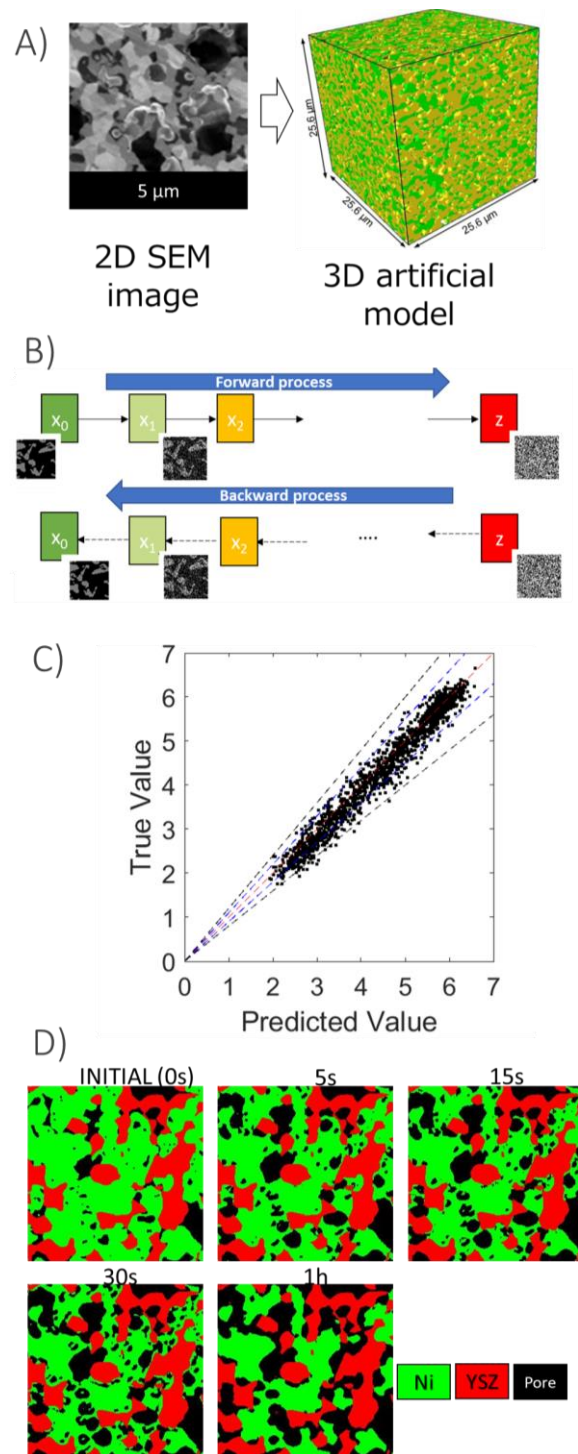 A)
5 µm
25.6 µm
25.6 µm
25.6 µm
2D SEM
image
3D artificial
model
B)
Forward process
x0 x1 x2 z
Backward process
x0 x1 x2 .... z
C)
7
6
5
4
3
2
1
0
True Value
0 1 2 3 4 5 6 7
Predicted Value
D)
INITIAL (0s) 5s 15s
30s 1h
Ni YSZ Pore